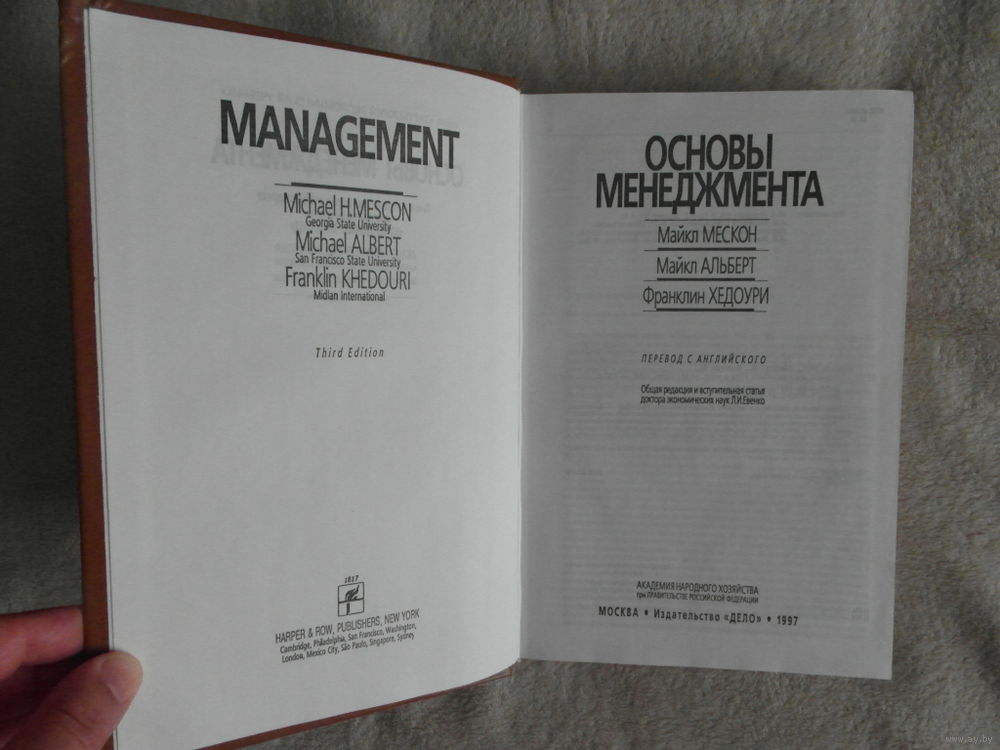 MANAGEMENT
Michael H.MESCON
Georgia State University
Michael ALBERT
San Francisco State University
Franklin KHEDOURI
Midian International
Third Edition
1817
HARPER & ROW, PUBLISHERS, NEW YORK
Cambridge, Philadelphia, San Francisco, Washington,
London, Mexico City, São Paulo, Singapore, Sydney
ОСНОВЫ
МЕНЕДЖМЕНТА
Майкл МЕСКОН
Майкл АЛЬБЕРТ
Франклин ХЕДОУРИ
ПЕРЕВОД С АНГЛИЙСКОГО
Общая редакция и вступительная статья
доктора экономических наук Л.И.Евенко
АКАДЕМИЯ НАРОДНОГО ХОЗЯЙСТВА
при ПРАВИТЕЛЬСТВЕ РОССИЙСКОЙ ФЕДЕРАЦИИ
МОСКВА • Издательство «ДЕЛО» • 1997
www.ay.by